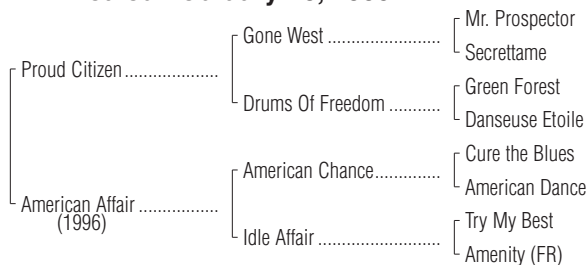 Mr. Prospector
Gone West
Secrettame
Proud Citizen
Green Forest
Drums Of Freedom
Danseuse Etoile
Cure the Blues
American Chance
American Dance
American Affair
(1996)
Try My Best
Idle Affair
Amenity (FR)